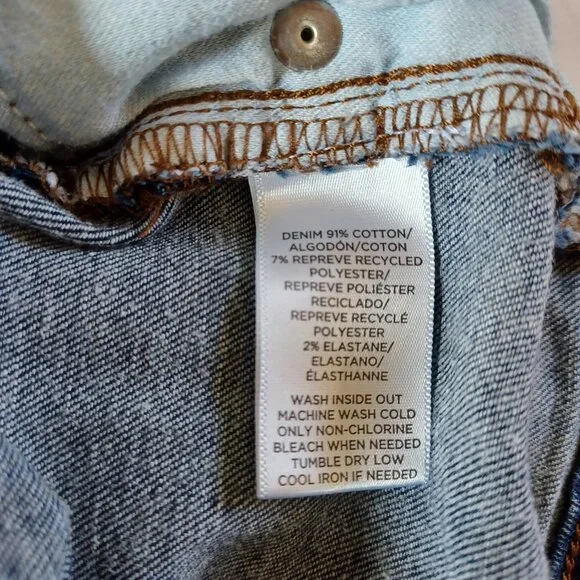 DENIM 91% COTTON/
ALGODÓN/COTON
7% REPREVE RECYCLED
POLYESTER/
REPREVE POLIÉSTER
RECICLADO/
REPREVE RECYCLÉ
POLYESTER
2% ELASTANE/
ELASTANO/
ÉLASTHANNE
WASH INSIDE OUT
MACHINE WASH COLD
ONLY NON-CHLORINE
BLEACH WHEN NEEDED
TUMBLE DRY LOW
COOL IRON IF NEEDED